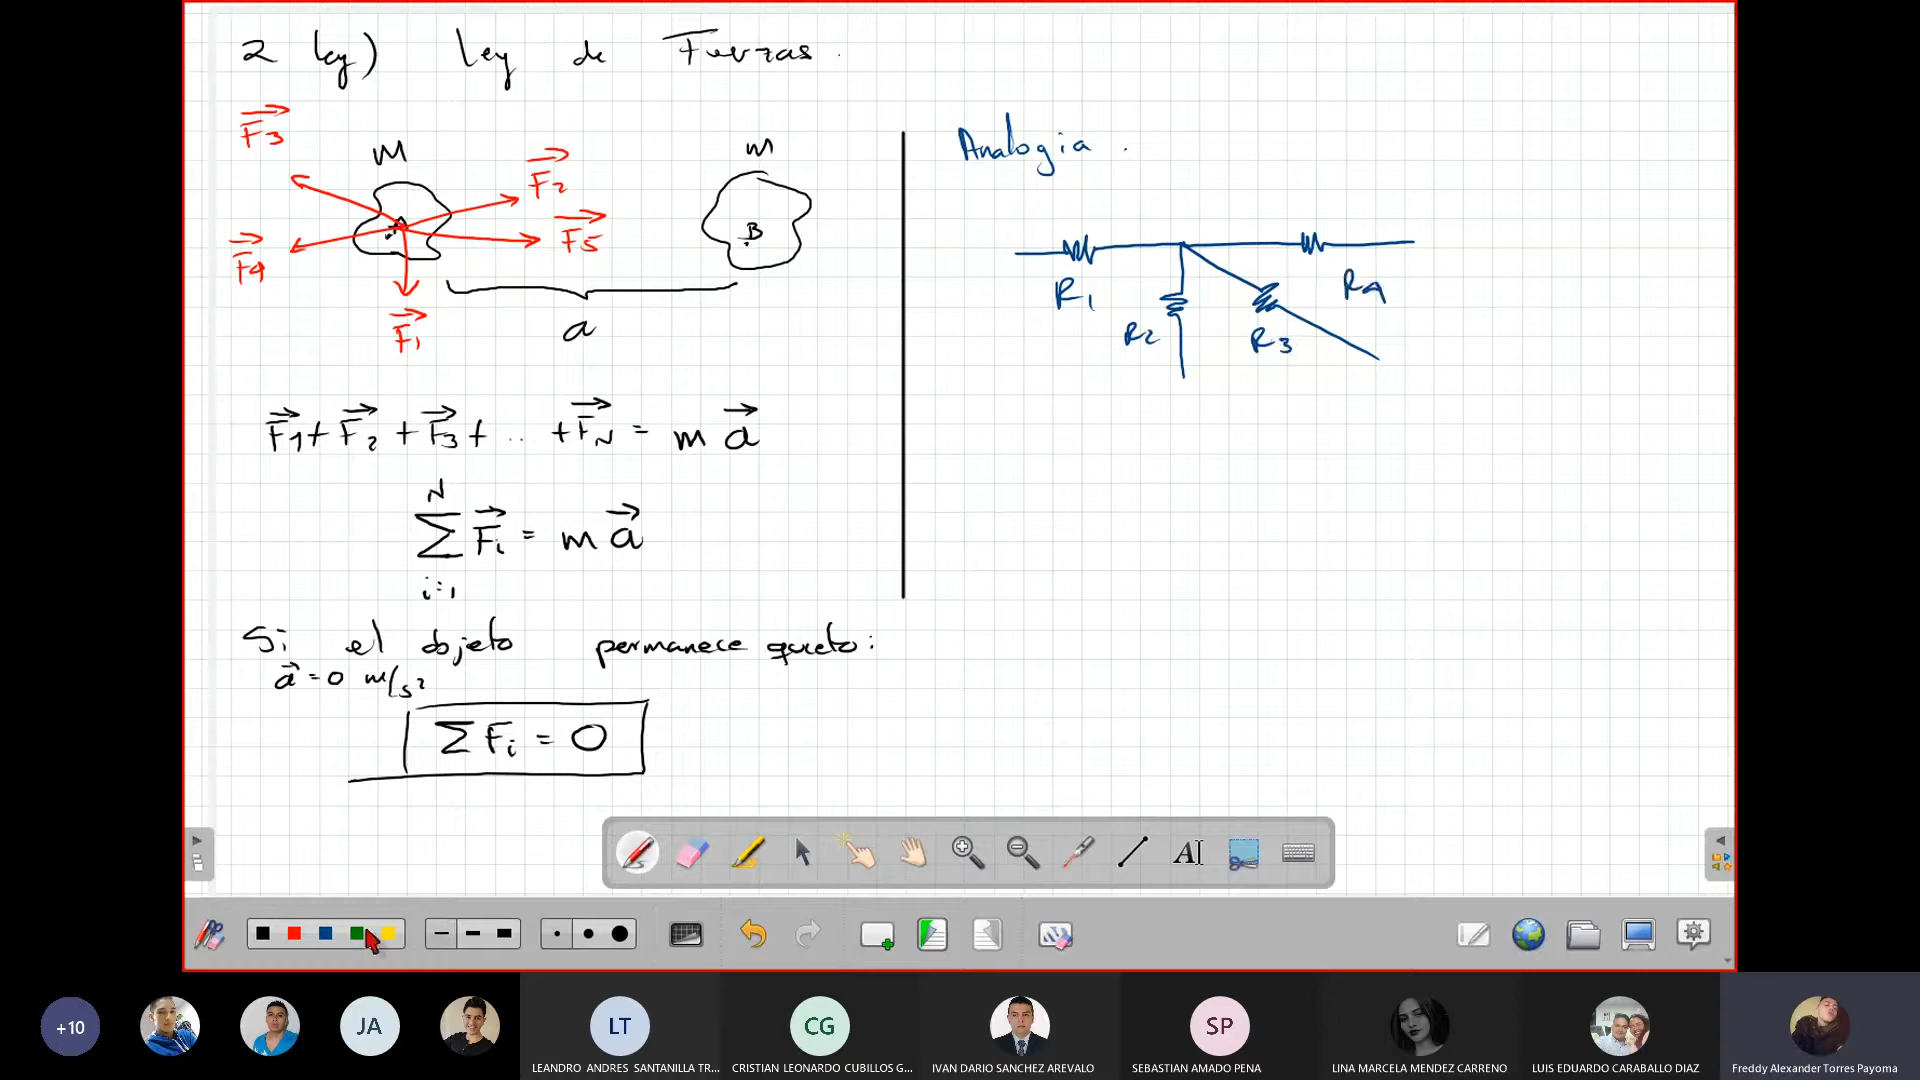 2 ley) Ley de Fuerzas.
F3
M
m
F2
F5
A
B
F4
F1
a
F1 + F2 + F3 + ... + FN = m a
N
∑ Fi = m a
i=1
Si el objeto permanece quieto:
a = 0 m/s²
∑ Fi = 0
Analogia.
R1
R2
R3
R4
+10
JA
LT
LEANDRO ANDRES SANTANILLA TR...
CG
CRISTIAN LEONARDO CUBILLOS G...
IVAN DARIO SANCHEZ AREVALO
SP
SEBASTIAN AMADO PENA
LINA MARCELA MENDEZ CARRENO
LUIS EDUARDO CARABALLO DIAZ
Freddy Alexander Torres Payoma